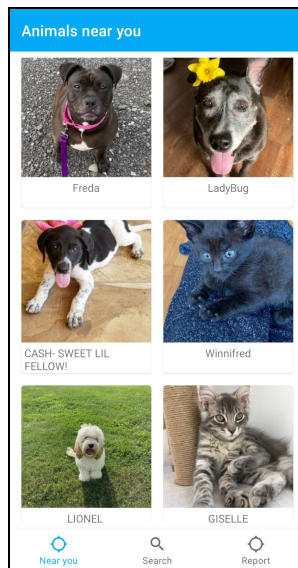 Animals near you
Freda
LadyBug
CASH- SWEET LIL
FELLOW!
Winnifred
LIONEL
GISELLE
Near you
Search
Report